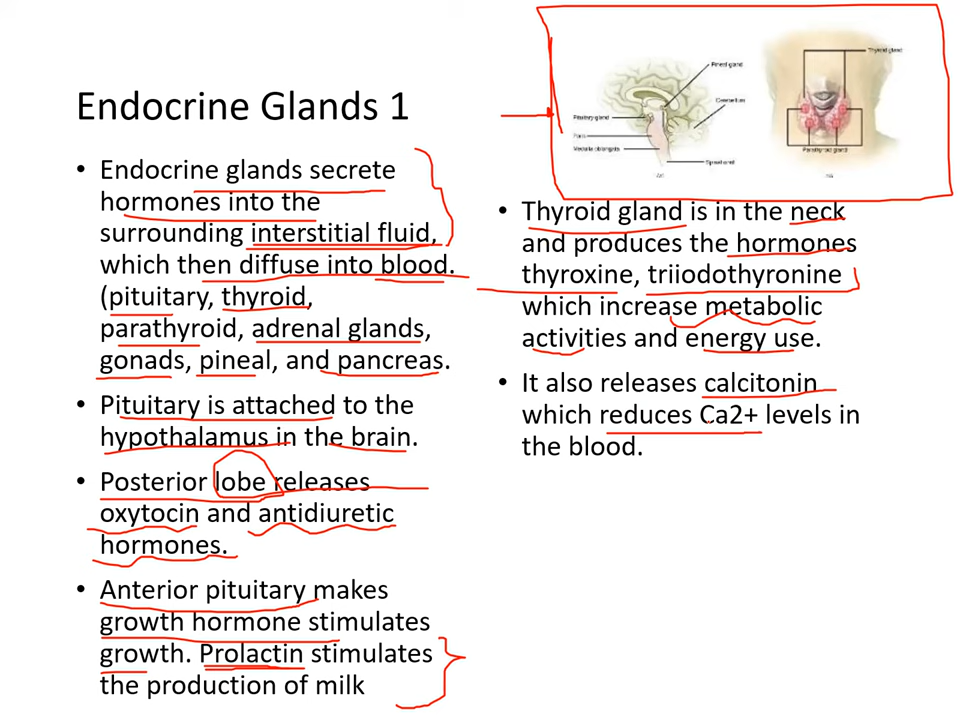 Endocrine Glands 1
• Endocrine glands secrete
hormones into the
surrounding interstitial fluid,
which then diffuse into blood.
(pituitary, thyroid,
parathyroid, adrenal glands,
gonads, pineal, and pancreas.
• Pituitary is attached to the
hypothalamus in the brain.
• Posterior lobe releases
oxytocin and antidiuretic
hormones.
• Anterior pituitary makes
growth hormone stimulates
growth. Prolactin stimulates
the production of milk
Pineal gland
Cerebellum
Pituitary gland
Pons
Medulla oblongata
Spinal cord
Thyroid gland
Parathyroid gland
• Thyroid gland is in the neck
and produces the hormones
thyroxine, triiodothyronine
which increase metabolic
activities and energy use.
• It also releases calcitonin
which reduces Ca2+ levels in
the blood.